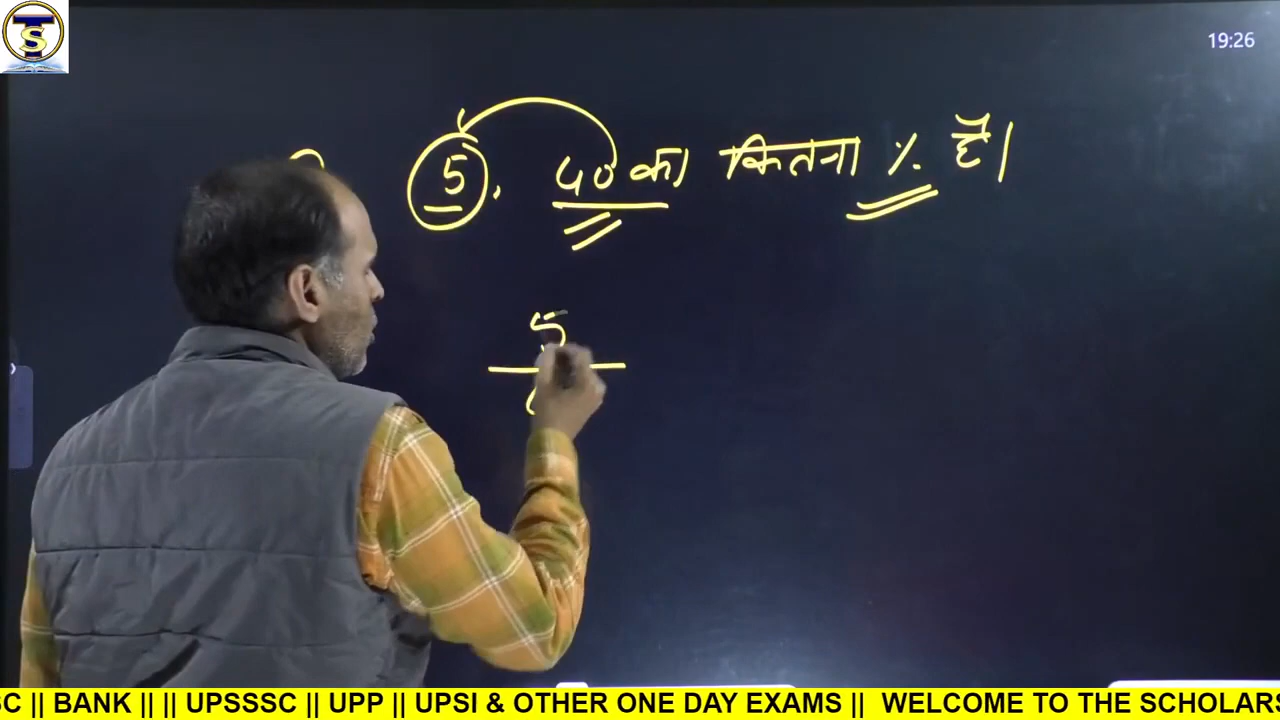 TS
19:26
5, 50 का कितना % है।
5
SC || BANK || || UPSSSC || UPP || UPSI & OTHER ONE DAY EXAMS || WELCOME TO THE SCHOLARS